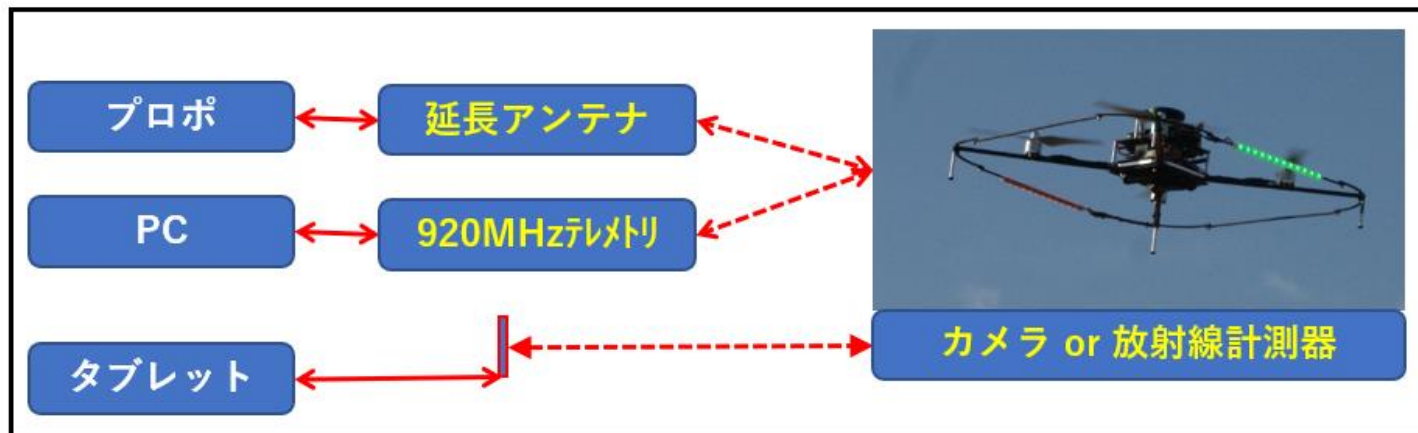 プロポ
延長アンテナ
PC
920MHzﾃﾚﾒﾄﾘ
タブレット
カメラ or 放射線計測器